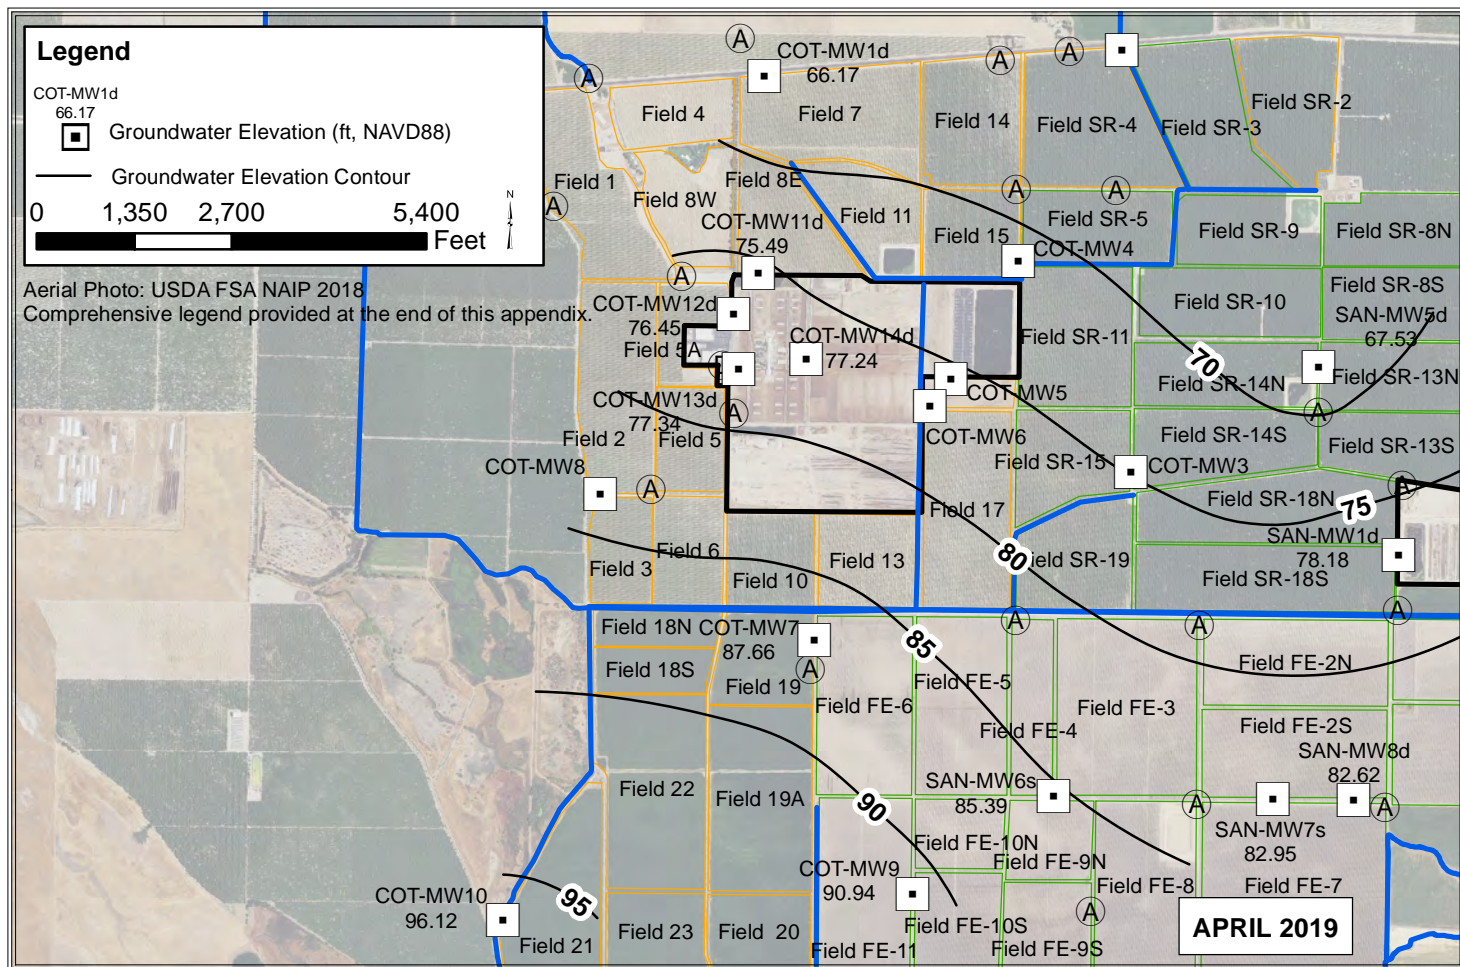 Legend
COT-MW1d
66.17
Groundwater Elevation (ft, NAVD88)
Groundwater Elevation Contour
0 1,350 2,700 5,400
Feet
N
Aerial Photo: USDA FSA NAIP 2018
Comprehensive legend provided at the end of this appendix.
A
COT-MW1d
66.17
A
A
A
Field 4
Field 7
Field 14
Field SR-4
Field SR-3
Field SR-2
Field 1
Field 8W
Field 8E
A
A
A
COT-MW11d
75.49
Field 11
Field 15
Field SR-5
COT-MW4
Field SR-9
Field SR-8N
A
COT-MW12d
76.45
Field 5A
COT-MW14d
77.24
Field SR-10
Field SR-8S
SAN-MW5d
67.53
Field SR-11
70
Field SR-14N
Field SR-13N
A
COT-MW13d
77.34
A
COT-MW5
COT-MW6
Field 2
Field 5
Field SR-14S
Field SR-13S
Field SR-15
COT-MW3
COT-MW8
A
Field 17
Field SR-18N
75
A
SAN-MW1d
78.18
Field 3
Field 6
Field 10
Field 13
80
Field SR-19
Field SR-18S
A
A
A
Field 18N
COT-MW7
87.66
A
85
Field FE-2N
Field 18S
Field 19
Field FE-6
Field FE-5
Field FE-4
Field FE-3
Field FE-2S
SAN-MW8d
82.62
Field 22
Field 19A
90
SAN-MW6s
85.39
A
A
SAN-MW7s
82.95
Field FE-10N
Field FE-9N
COT-MW9
90.94
Field FE-8
Field FE-7
COT-MW10
96.12
95
A
Field 21
Field 23
Field 20
Field FE-11
Field FE-10S
Field FE-9S
APRIL 2019